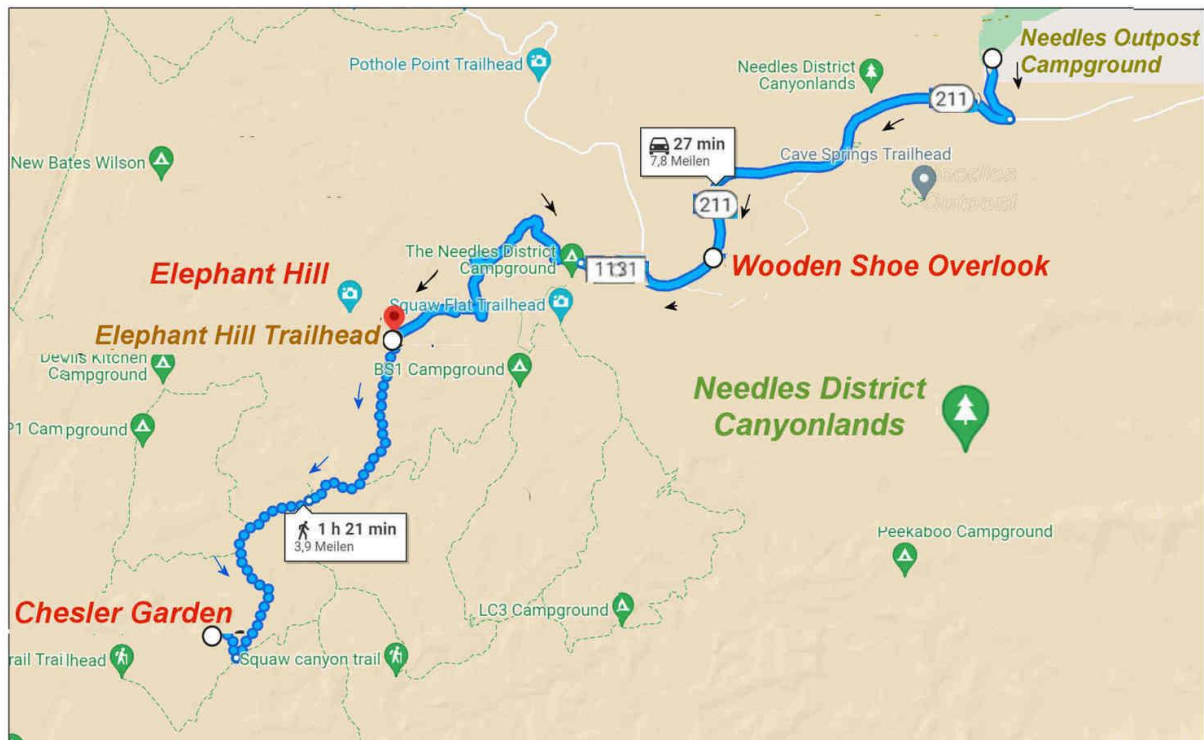 Needles Outpost
Campground
Pothole Point Trailhead
Needles District
Canyonlands
211
27 min
7,8 Meilen
Cave Springs Trailhead
New Bates Wilson
211
The Needles District
Campground
1131
Wooden Shoe Overlook
Elephant Hill
Squaw Flat Trailhead
Elephant Hill Trailhead
Devils Kitchen
Campground
BS1 Campground
Needles District
Canyonlands
P1 Campground
1 h 21 min
3,9 Meilen
Peekaboo Campground
Chesler Garden
LC3 Campground
rail Trailhead
Squaw canyon trail